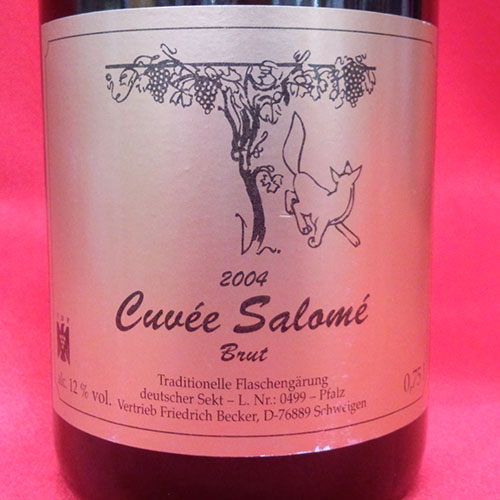 2004
Cuvée Salomé
Brut
VDP
Traditionelle Flaschengärung
deutscher Sekt – L. Nr.: 0499 – Pfalz
Vertrieb Friedrich Becker, D-76889 Schweigen
alc. 12 % vol.
0,75